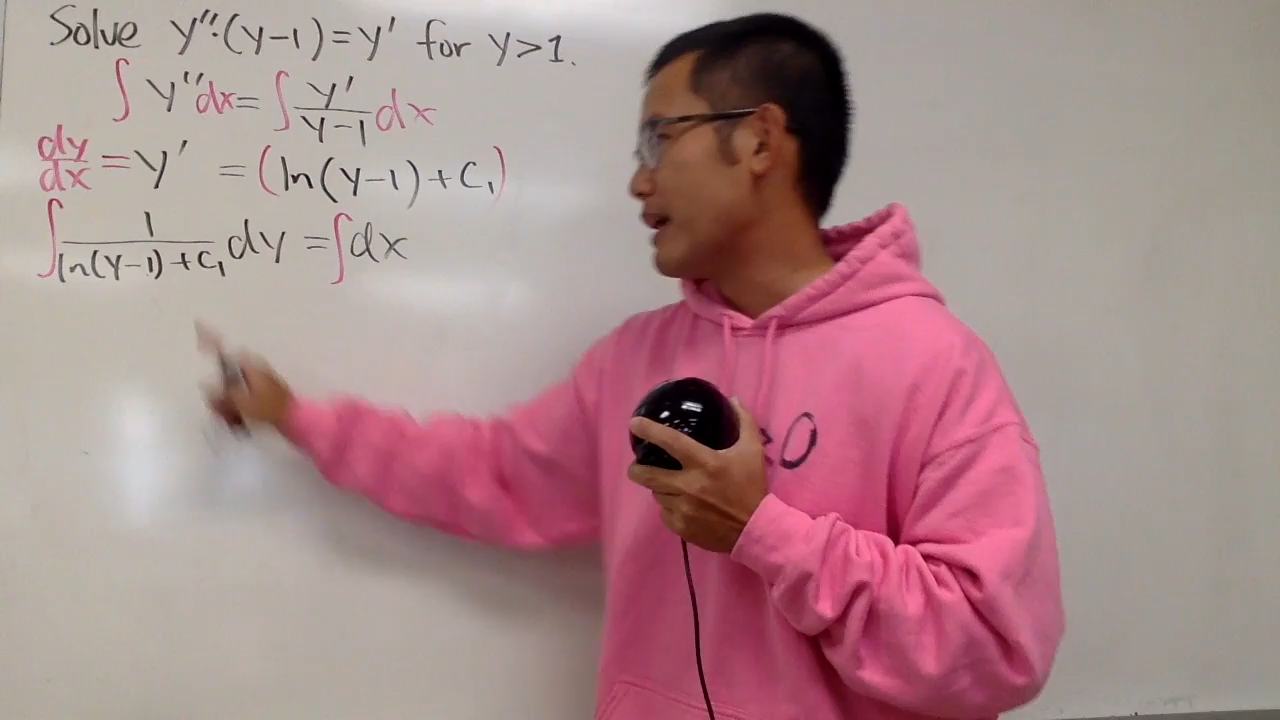 Solve y''·(y-1)=y' for y>1.
∫ y'' dx = ∫ y'/(y-1) dx
dy/dx = y' = (ln(y-1)+C₁)
∫ 1/(ln(y-1)+C₁) dy = ∫ dx